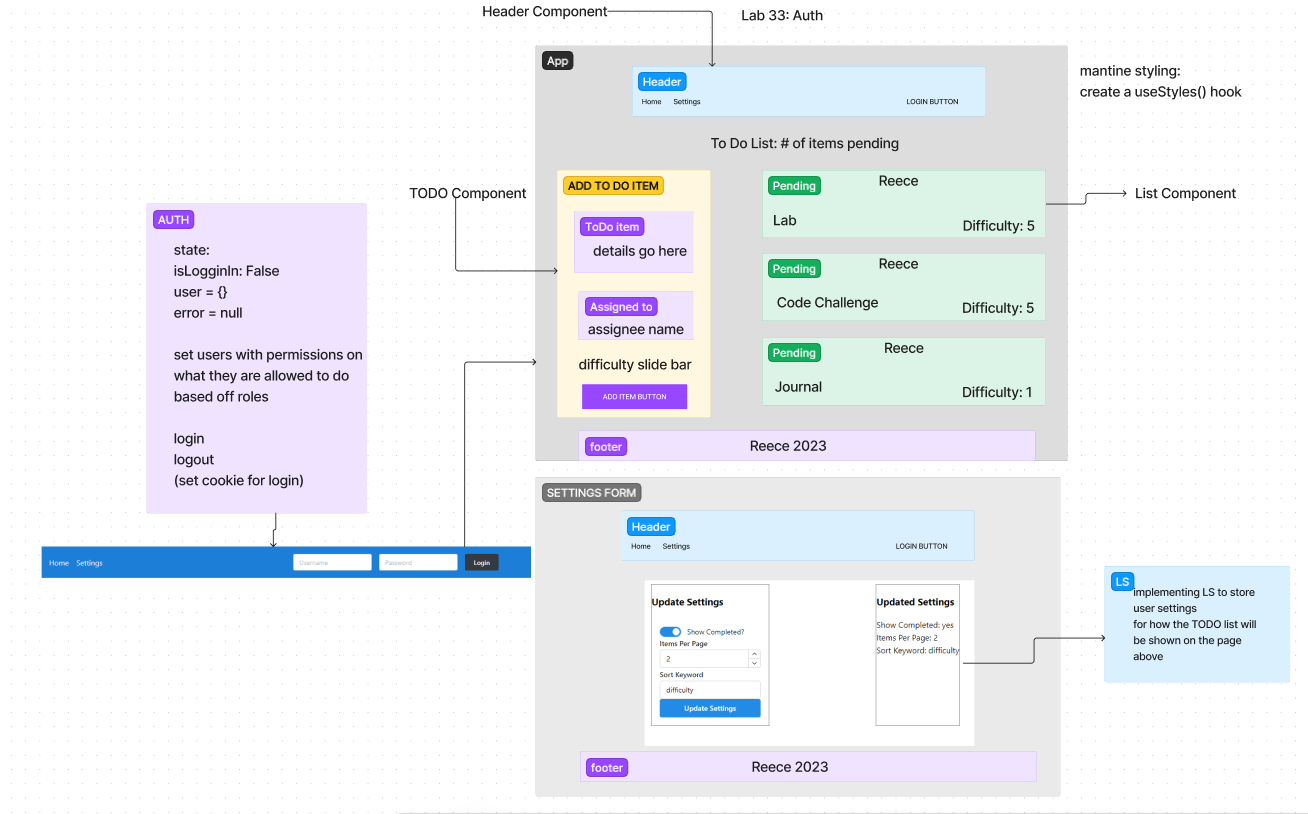 Header Component
Lab 33: Auth
App
Header
Home Settings LOGIN BUTTON
mantine styling:
create a useStyles() hook
To Do List: # of items pending
TODO Component
ADD TO DO ITEM
ToDo item
details go here
Assigned to
assignee name
difficulty slide bar
ADD ITEM BUTTON
Pending
Reece
Lab
Difficulty: 5
Pending
Reece
Code Challenge
Difficulty: 5
Pending
Reece
Journal
Difficulty: 1
List Component
footer
Reece 2023
AUTH
state:
isLogginIn: False
user = {}
error = null
set users with permissions on
what they are allowed to do
based off roles
login
logout
(set cookie for login)
Home Settings Username Password Login
SETTINGS FORM
Header
Home Settings LOGIN BUTTON
Update Settings
Show Completed?
Items Per Page
2
Sort Keyword
difficulty
Update Settings
Updated Settings
Show Completed: yes
Items Per Page: 2
Sort Keyword: difficulty
LS
implementing LS to store
user settings
for how the TODO list will
be shown on the page
above
footer
Reece 2023